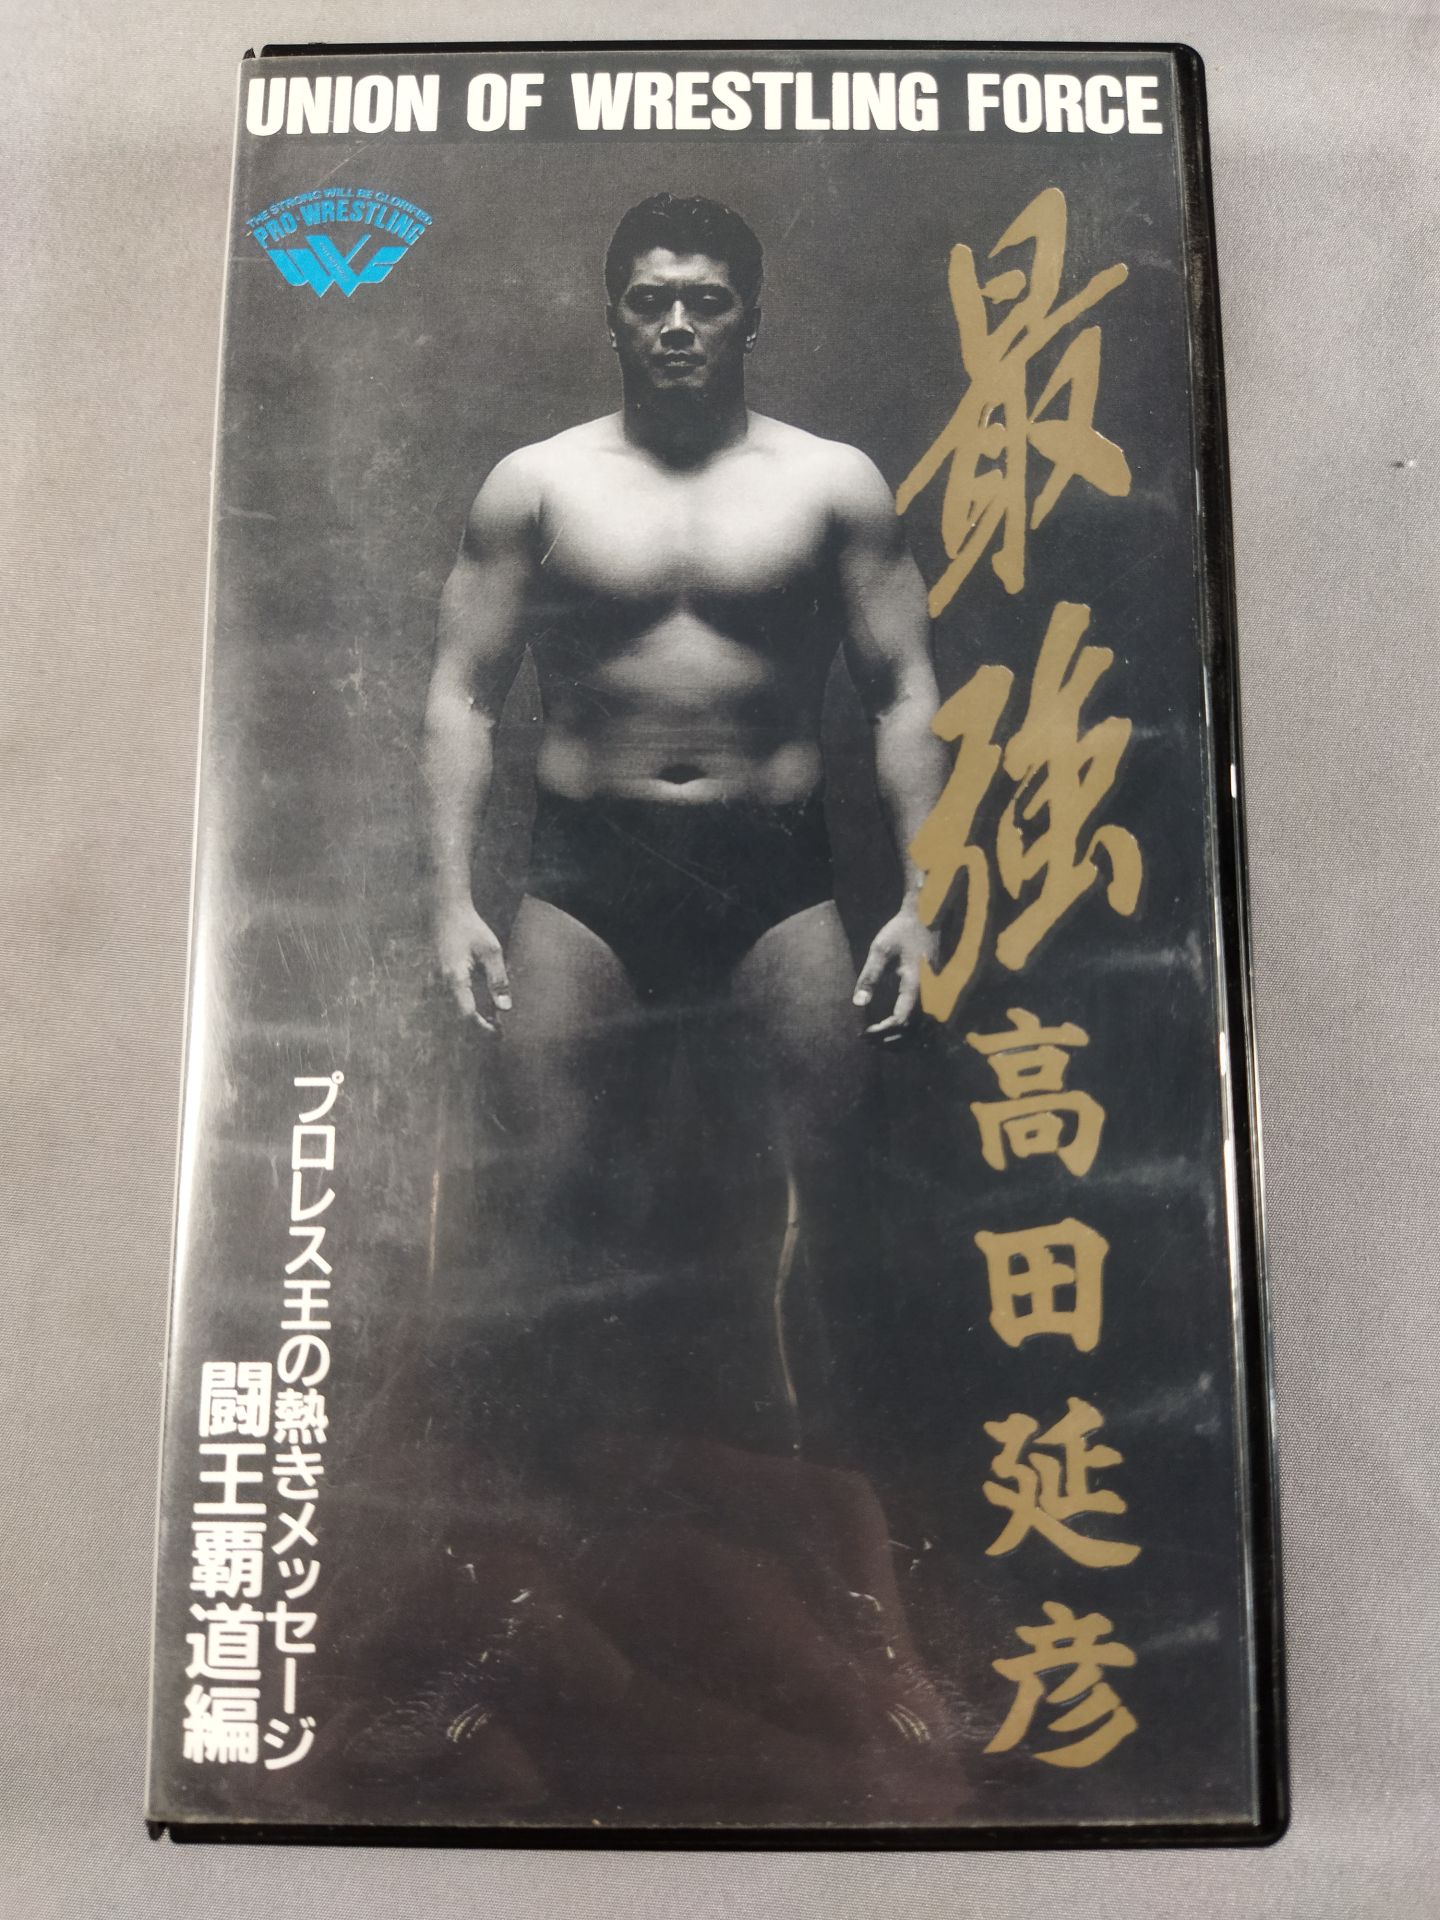 UNION OF WRESTLING FORCE
THE STRONG WILL BE GLORIFIED
PRO-WRESTLING
UWF
最強
高田延彦
プロレス王の熱きメッセージ
闘王覇道編